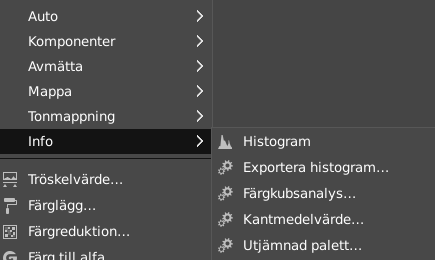 Auto
Komponenter
Avmätta
Mappa
Tonmappning
Info
Tröskelvärde...
Färglägg...
Färgreduktion...
Färg till alfa
Histogram
Exportera histogram...
Färgkubsanalys...
Kantmedelvärde...
Utjämnad palett...